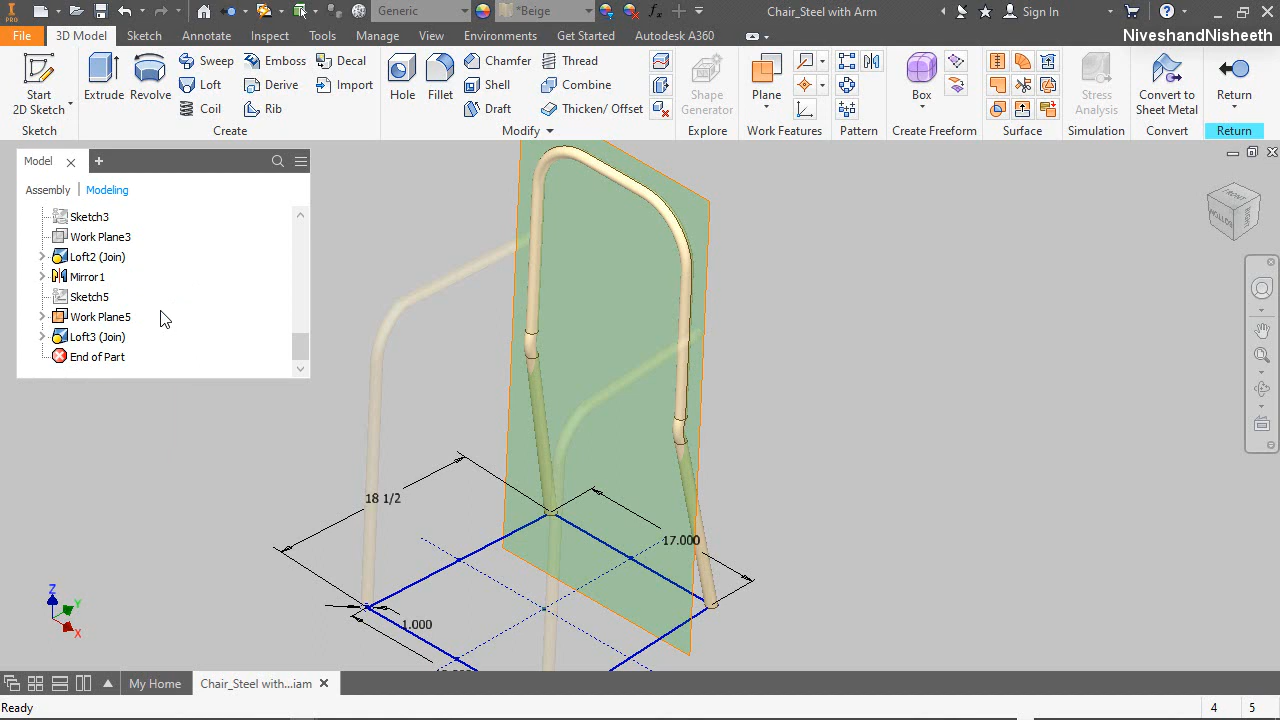 Generic
*Beige
Chair_Steel with Arm
Sign In
PRO
File
3D Model
Sketch
Annotate
Inspect
Tools
Manage
View
Environments
Get Started
Autodesk A360
NiveshandNisheeth
Start
2D Sketch
Sketch
Extrude
Revolve
Sweep
Loft
Coil
Emboss
Derive
Rib
Decal
Import
Create
Hole
Fillet
Chamfer
Shell
Draft
Thread
Combine
Thicken/ Offset
Modify
Shape
Generator
Explore
Plane
Work Features
Pattern
Box
Create Freeform
Surface
Stress
Analysis
Simulation
Convert to
Sheet Metal
Convert
Return
Return
Model
Assembly
Modeling
Sketch3
Work Plane3
Loft2 (Join)
Mirror1
Sketch5
Work Plane5
Loft3 (Join)
End of Part
FRONT
BOTTOM
18 1/2
17.000
1.000
Z
Y
X
My Home
Chair_Steel with...iam
Ready
4
5